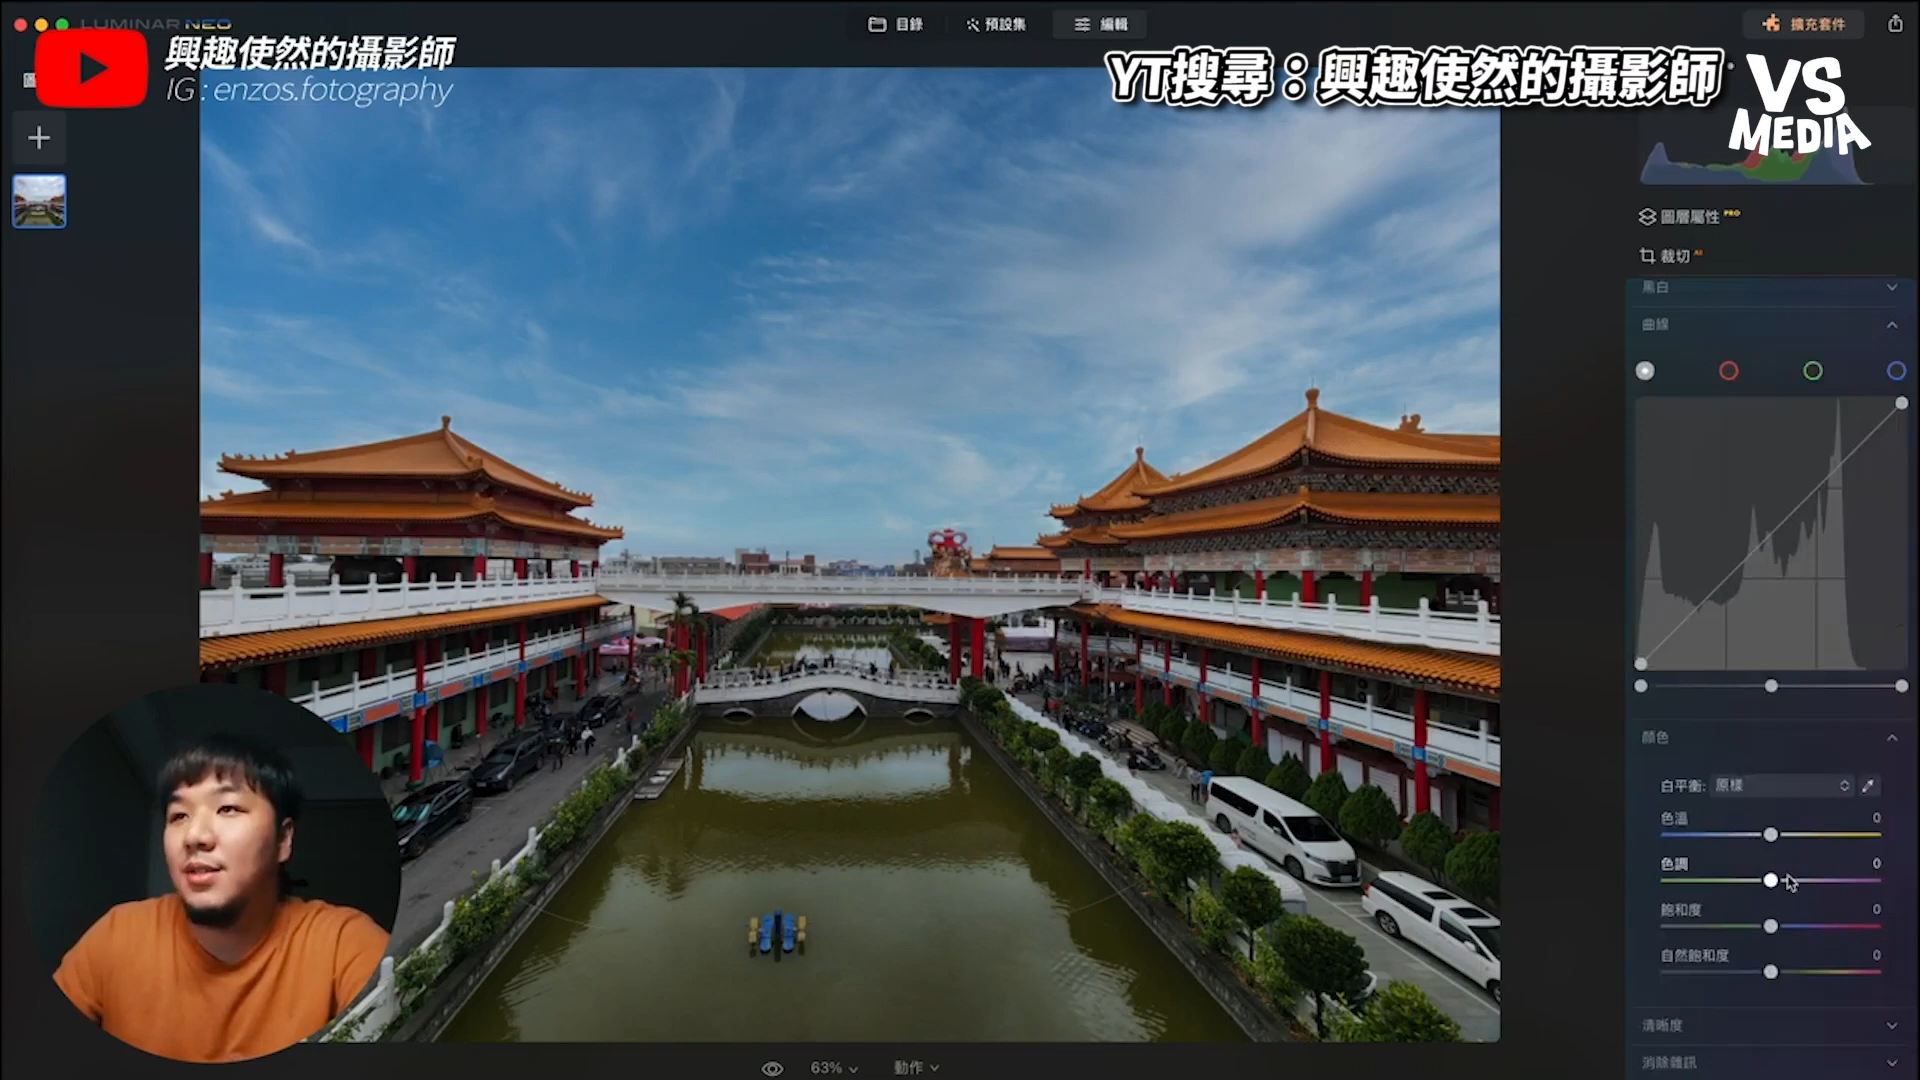 LUMINAR NEO
目錄
預設集
編輯
擴充套件
興趣使然的攝影師
IG : enzos.fotography
YT搜尋：興趣使然的攝影師
VS
MEDIA
圖層屬性 PRO
裁切 AI
黑白
曲線
顏色
白平衡: 原樣
色溫 0
色調 0
飽和度 0
自然飽和度 0
清晰度
消除雜訊
63%
動作